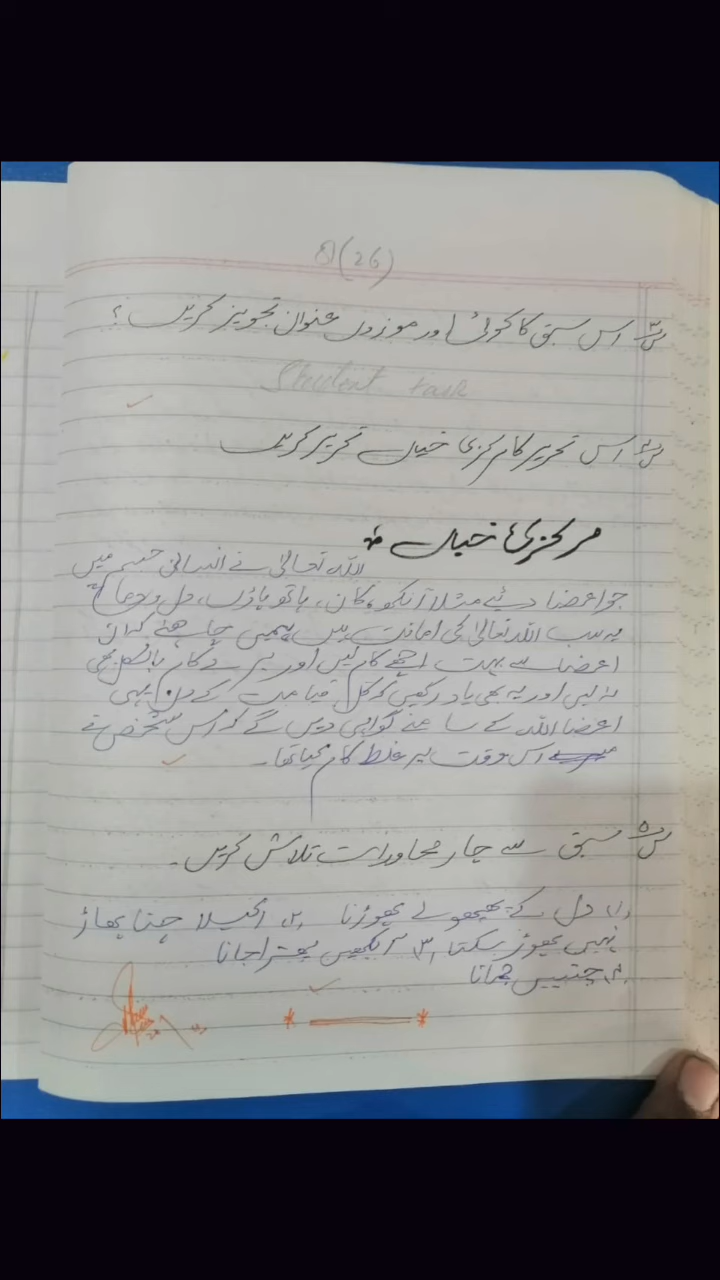 (26)
س۳ اس سبق کا کوئی اور موزوں عنوان تجویز کریں؟
Student task
س۴ اس تحریر کا مرکزی خیال تحریر کریں
مرکزی خیال
اللہ تعالیٰ نے انسانی جسم میں
جو اعضا دیئے مثلاً آنکھ، کان، ہاتھ پاؤں، دل و دماغ
یہ سب اللہ تعالیٰ کی امانت ہیں ہمیں چاہئے کہ ان
اعضا سے بہت اچھے کام لیں اور برے کام بالکل بھی
نہ لیں اور یہ بھی یاد رکھیں کہ کل قیامت کے دن یہی
اعضا اللہ کے سامنے گواہی دیں گے کہ اس شخص نے
اس وقت یہ غلط کام کیا تھا۔
س۵ سبق سے چار محاورات تلاش کریں۔
(۱) دل کے پھپھولے پھوڑنا (۲) اکیلا چنا بھاڑ
نہیں پھوڑ سکتا (۳) آنکھیں پتھرا جانا
(۴)